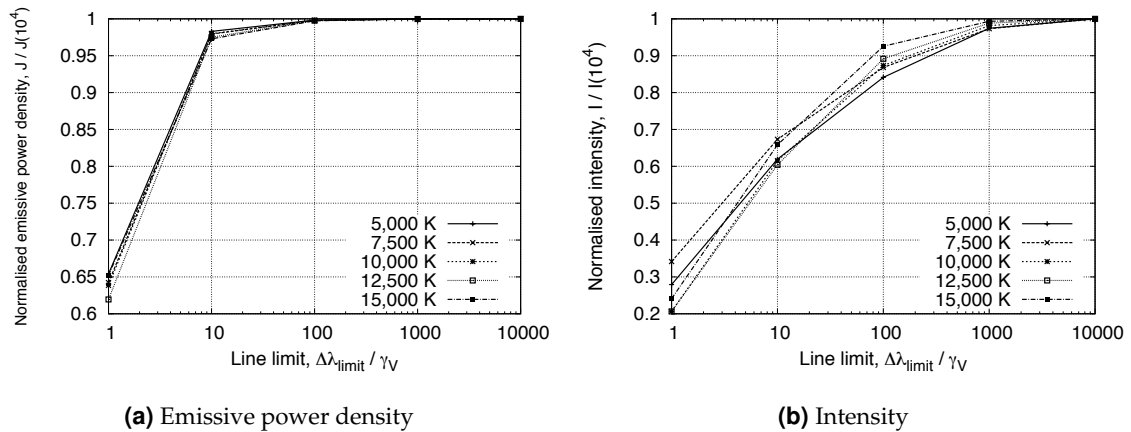 Normalised emissive power density, J / J(10⁴)
1
0.95
0.9
0.85
0.8
0.75
0.7
0.65
0.6
5,000 K
7,500 K
10,000 K
12,500 K
15,000 K
1 10 100 1000 10000
Line limit, Δλlimit / γV
(a) Emissive power density
Normalised intensity, I / I(10⁴)
1
0.9
0.8
0.7
0.6
0.5
0.4
0.3
0.2
5,000 K
7,500 K
10,000 K
12,500 K
15,000 K
1 10 100 1000 10000
Line limit, Δλlimit / γV
(b) Intensity